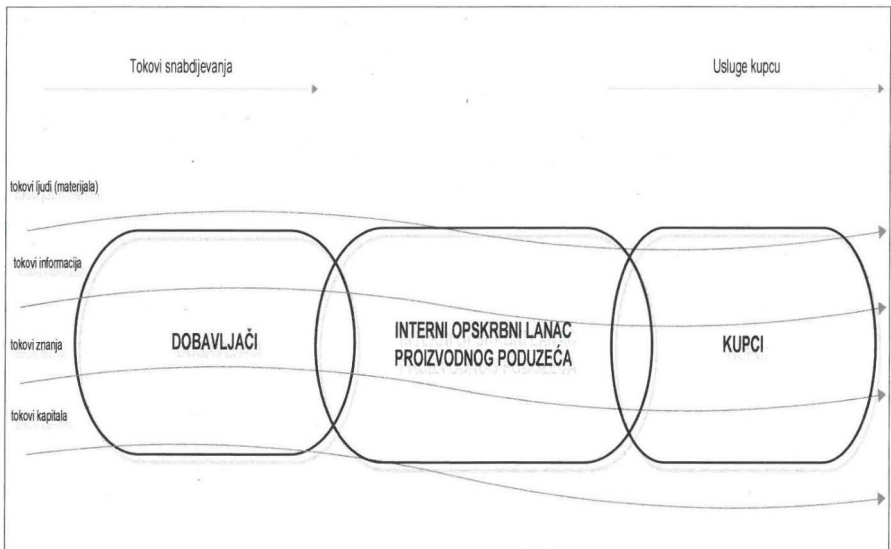 Tokovi snabdijevanja
Usluge kupcu
tokovi ljudi (materijala)
tokovi informacija
tokovi znanja
tokovi kapitala
DOBAVLJAČI
INTERNI OPSKRBNI LANAC
PROIZVODNOG PODUZEĆA
KUPCI